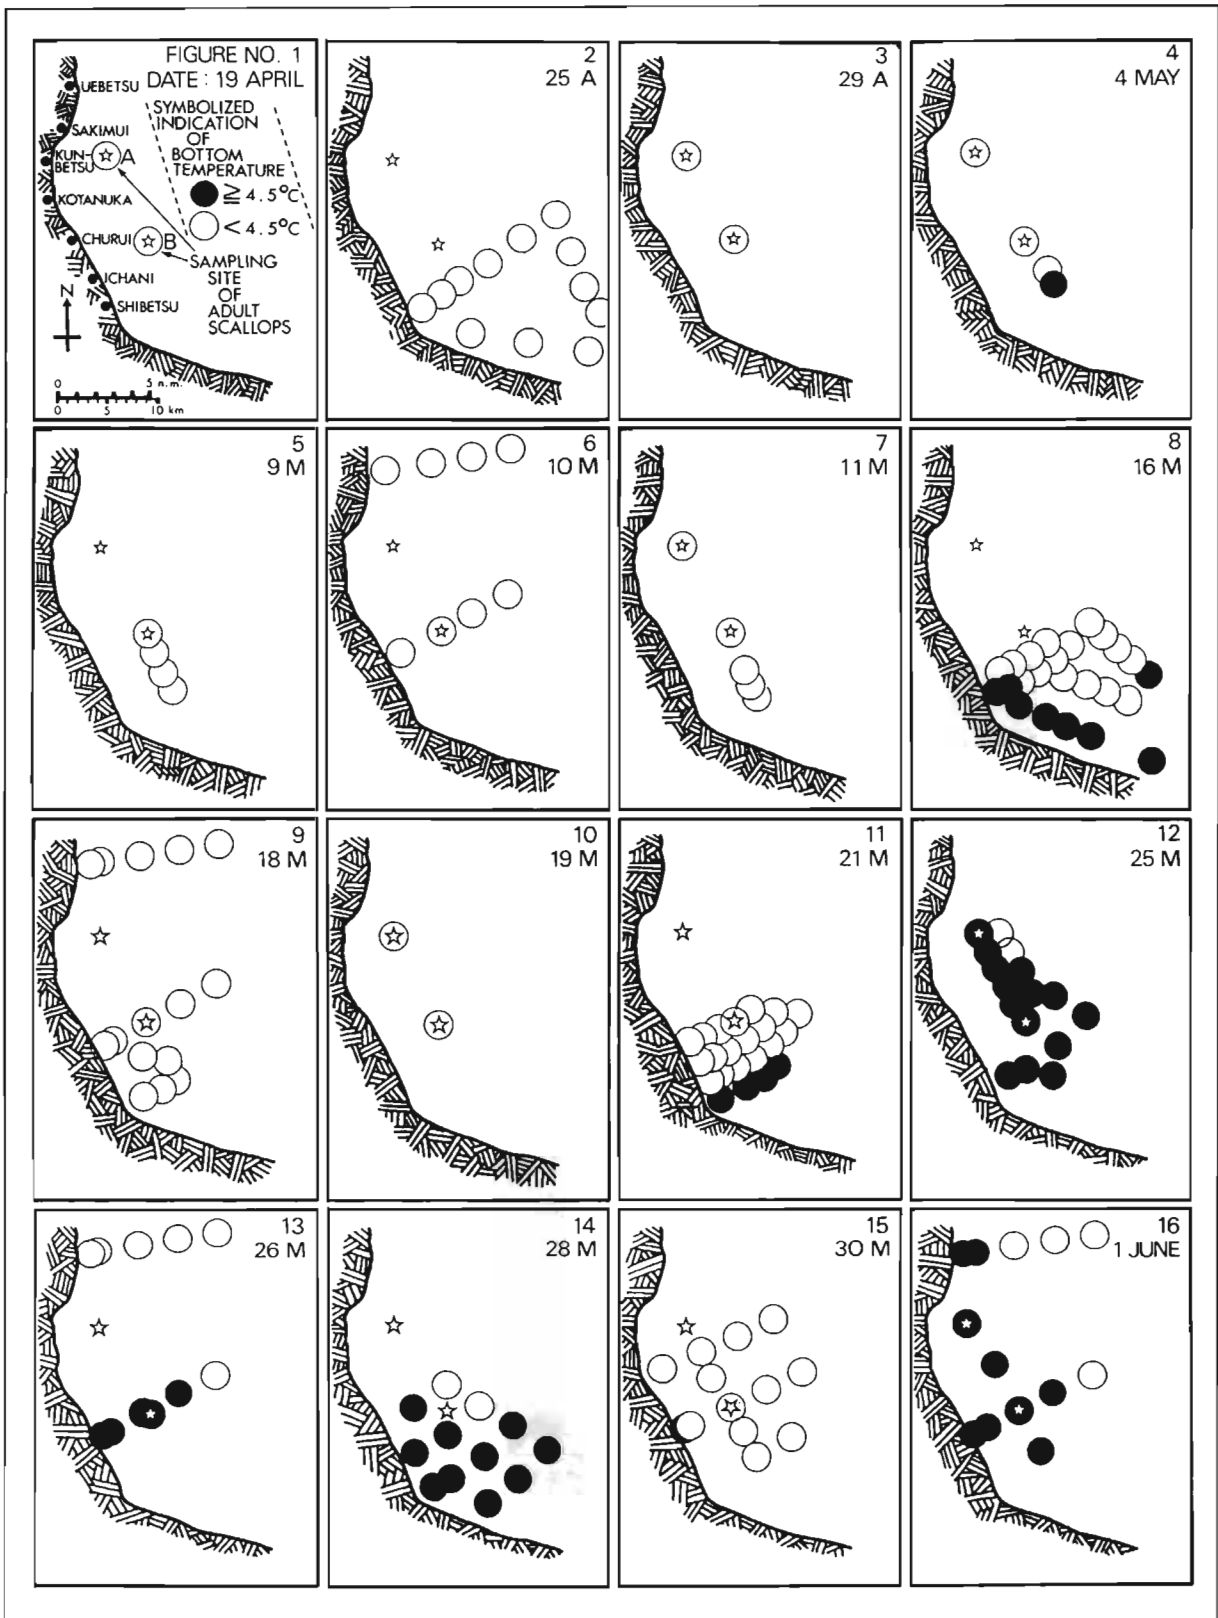 FIGURE NO. 1
DATE : 19 APRIL
UEBETSU
SAKIMUI
KUN-
BETSU
KOTANUKA
CHURUI
ICHANI
SHIBETSU
A
B
SYMBOLIZED
INDICATION
OF
BOTTOM
TEMPERATURE
≧ 4.5°C
< 4.5°C
SAMPLING
SITE
OF
ADULT
SCALLOPS
N
0 5 n.m.
0 5 10 km
2
25 A
3
29 A
4
4 MAY
5
9 M
6
10 M
7
11 M
8
16 M
9
18 M
10
19 M
11
21 M
12
25 M
13
26 M
14
28 M
15
30 M
16
1 JUNE